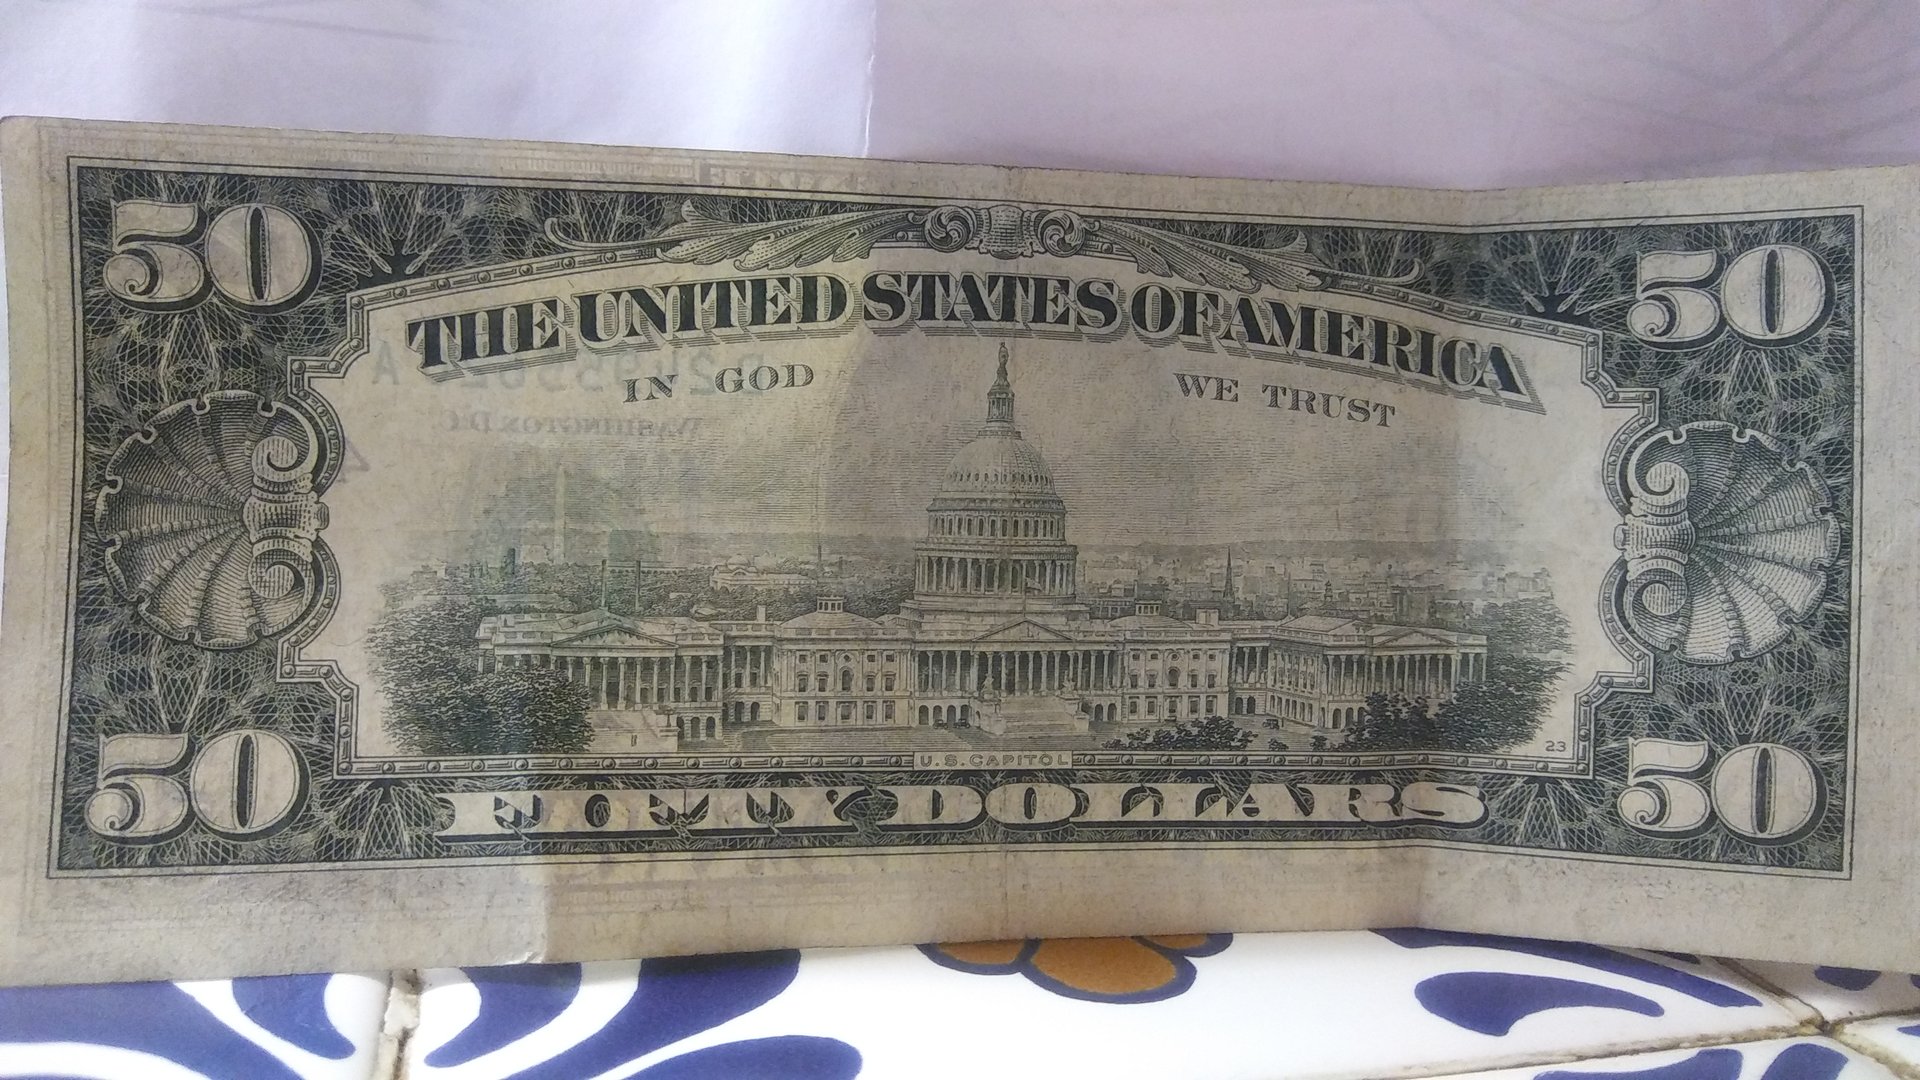 50 50
THE UNITED STATES OF AMERICA
IN GOD WE TRUST
23
U.S. CAPITOL
50 FIFTY DOLLARS 50